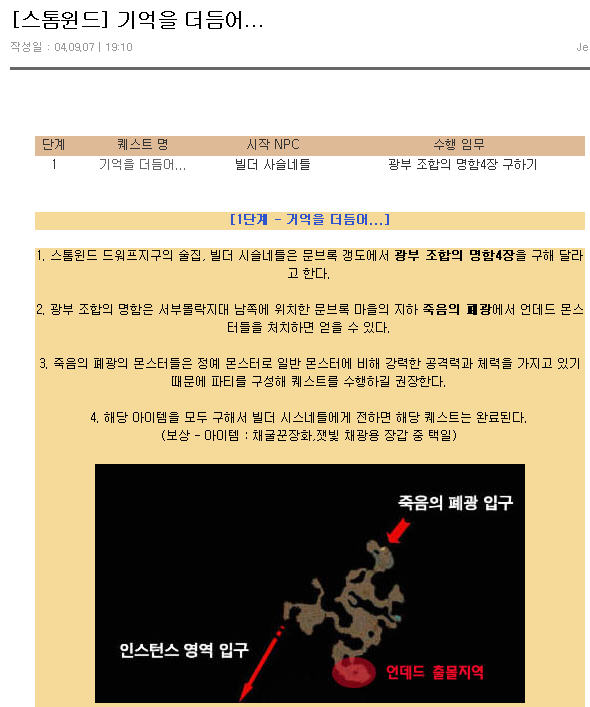 [스톰윈드] 기억을 더듬어...
작성일 : 04,09,07 | 19:10
Je
단계 퀘스트 명 시작 NPC 수행 임무
1 기억을 더듬어... 빌더 사슬네틀 광부 조합의 명함4장 구하기
[1단계 - 기억을 더듬어...]
1. 스톰윈드 드워프지구의 술집, 빌더 시슬네틀은 문브룩 갱도에서 광부 조합의 명함4장을 구해 달라
고 한다.
2. 광부 조합의 명함은 서부몰락지대 남쪽에 위치한 문브룩 마을의 지하 죽음의 폐광에서 언데드 몬스
터들을 처치하면 얻을 수 있다.
3. 죽음의 폐광의 몬스터들은 정예 몬스터로 일반 몬스터에 비해 강력한 공격력과 체력을 가지고 있기
때문에 파티를 구성해 퀘스트를 수행하길 권장한다.
4. 해당 아이템을 모두 구해서 빌더 시스네틀에게 전하면 해당 퀘스트는 완료된다.
(보상 - 아이템 : 채굴꾼장화,잿빛 채광용 장갑 중 택일)
죽음의 폐광 입구
인스턴스 영역 입구
언데드 출몰지역